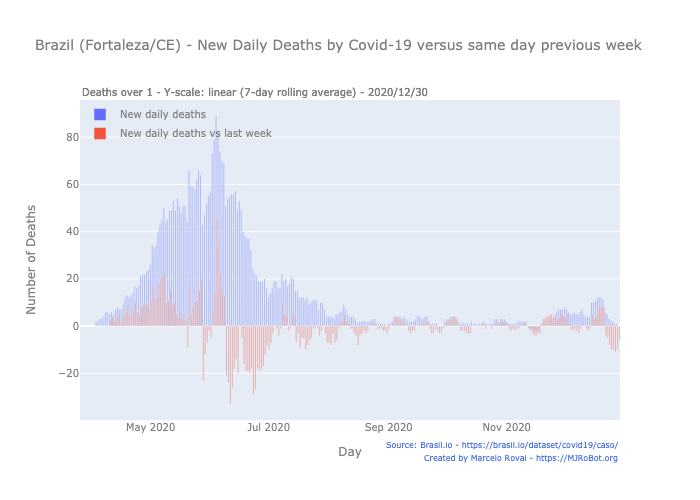 Brazil (Fortaleza/CE) - New Daily Deaths by Covid-19 versus same day previous week
Deaths over 1 - Y-scale: linear (7-day rolling average) - 2020/12/30
New daily deaths
New daily deaths vs last week
80
60
40
20
0
−20
Number of Deaths
May 2020
Jul 2020
Sep 2020
Nov 2020
Day
Source: Brasil.io - https://brasil.io/dataset/covid19/caso/
Created by Marcelo Rovai - https://MJRoBot.org